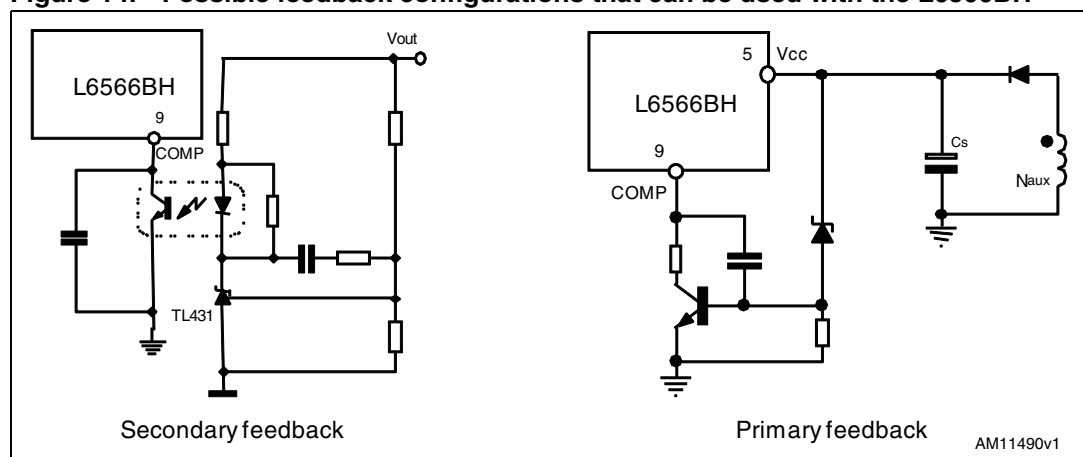 Figure 14. Possible feedback configurations that can be used with the L6566BH
L6566BH
9
COMP
Vout
TL431
Secondary feedback
L6566BH
5
Vcc
9
COMP
Cs
Naux
Primary feedback
AM11490v1